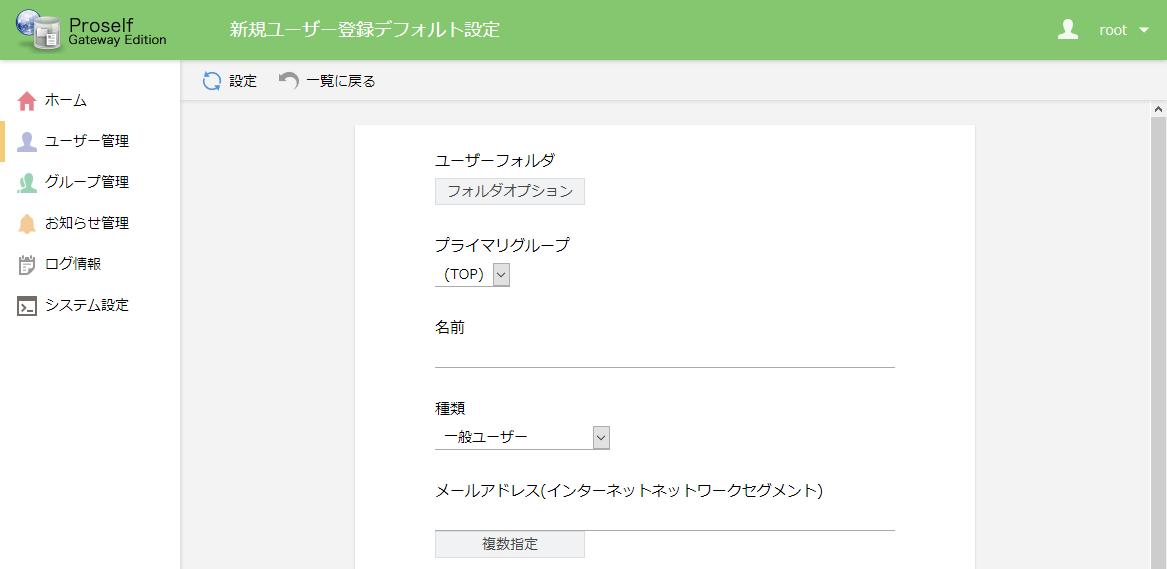 Proself
Gateway Edition
新規ユーザー登録デフォルト設定
root
設定
一覧に戻る
ホーム
ユーザー管理
グループ管理
お知らせ管理
ログ情報
システム設定
ユーザーフォルダ
フォルダオプション
プライマリグループ
(TOP)
名前
種類
一般ユーザー
メールアドレス(インターネットネットワークセグメント)
複数指定